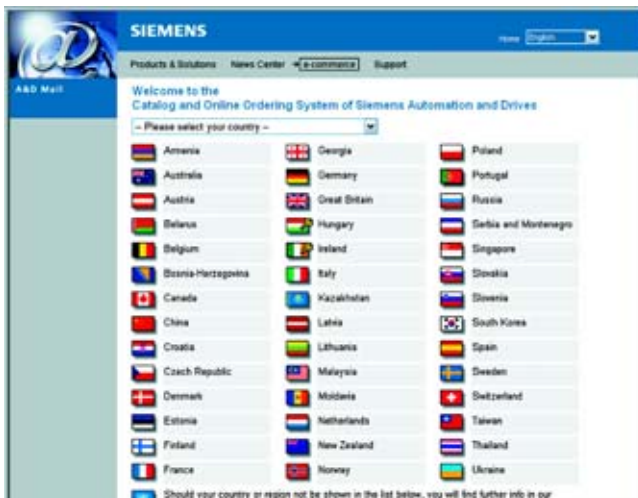 SIEMENS
Home English
Products & Solutions News Center e-commerce Support
A&D Mall
Welcome to the
Catalog and Online Ordering System of Siemens Automation and Drives
-- Please select your country --
Armenia Georgia Poland
Australia Germany Portugal
Austria Great Britain Russia
Belarus Hungary Serbia and Montenegro
Belgium Ireland Singapore
Bosnia-Herzegovina Italy Slovakia
Canada Kazakhstan Slovenia
China Latvia South Korea
Croatia Lithuania Spain
Czech Republic Malaysia Sweden
Denmark Moldavia Switzerland
Estonia Netherlands Taiwan
Finland New Zealand Thailand
France Norway Ukraine
Should your country or region not be shown in the list below, you will find further info in our